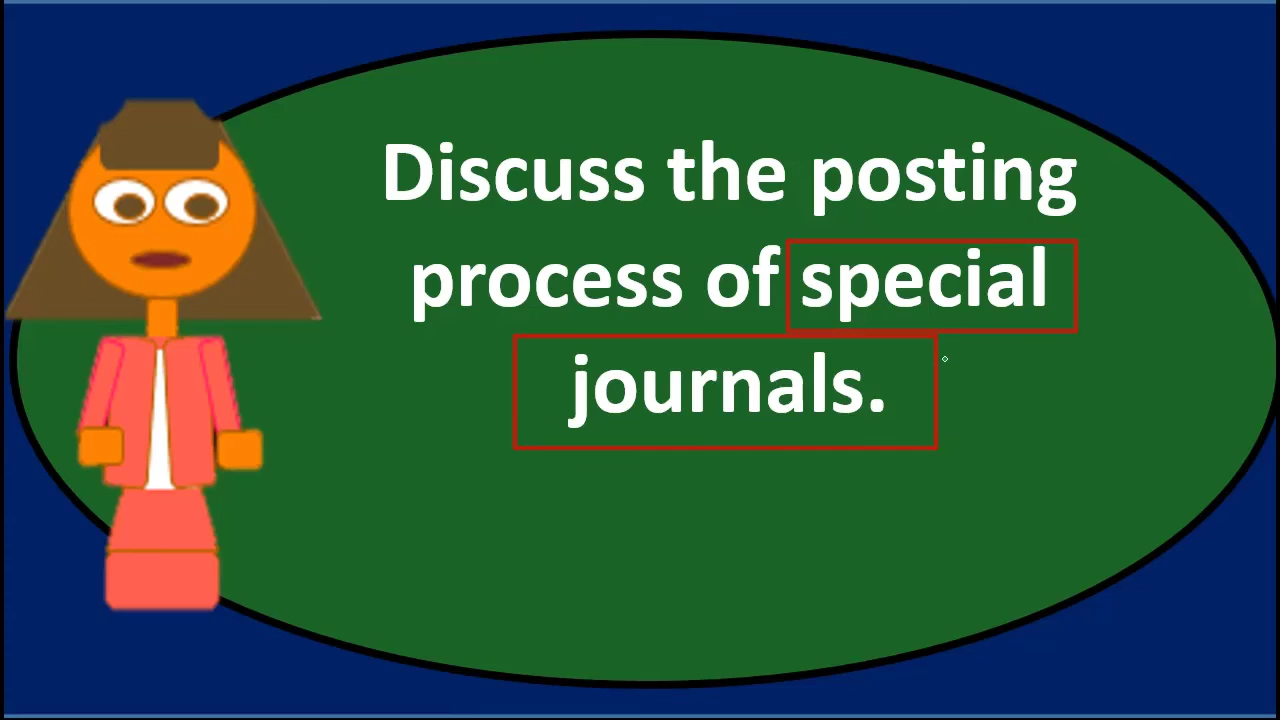 Discuss the posting
process of special
journals.